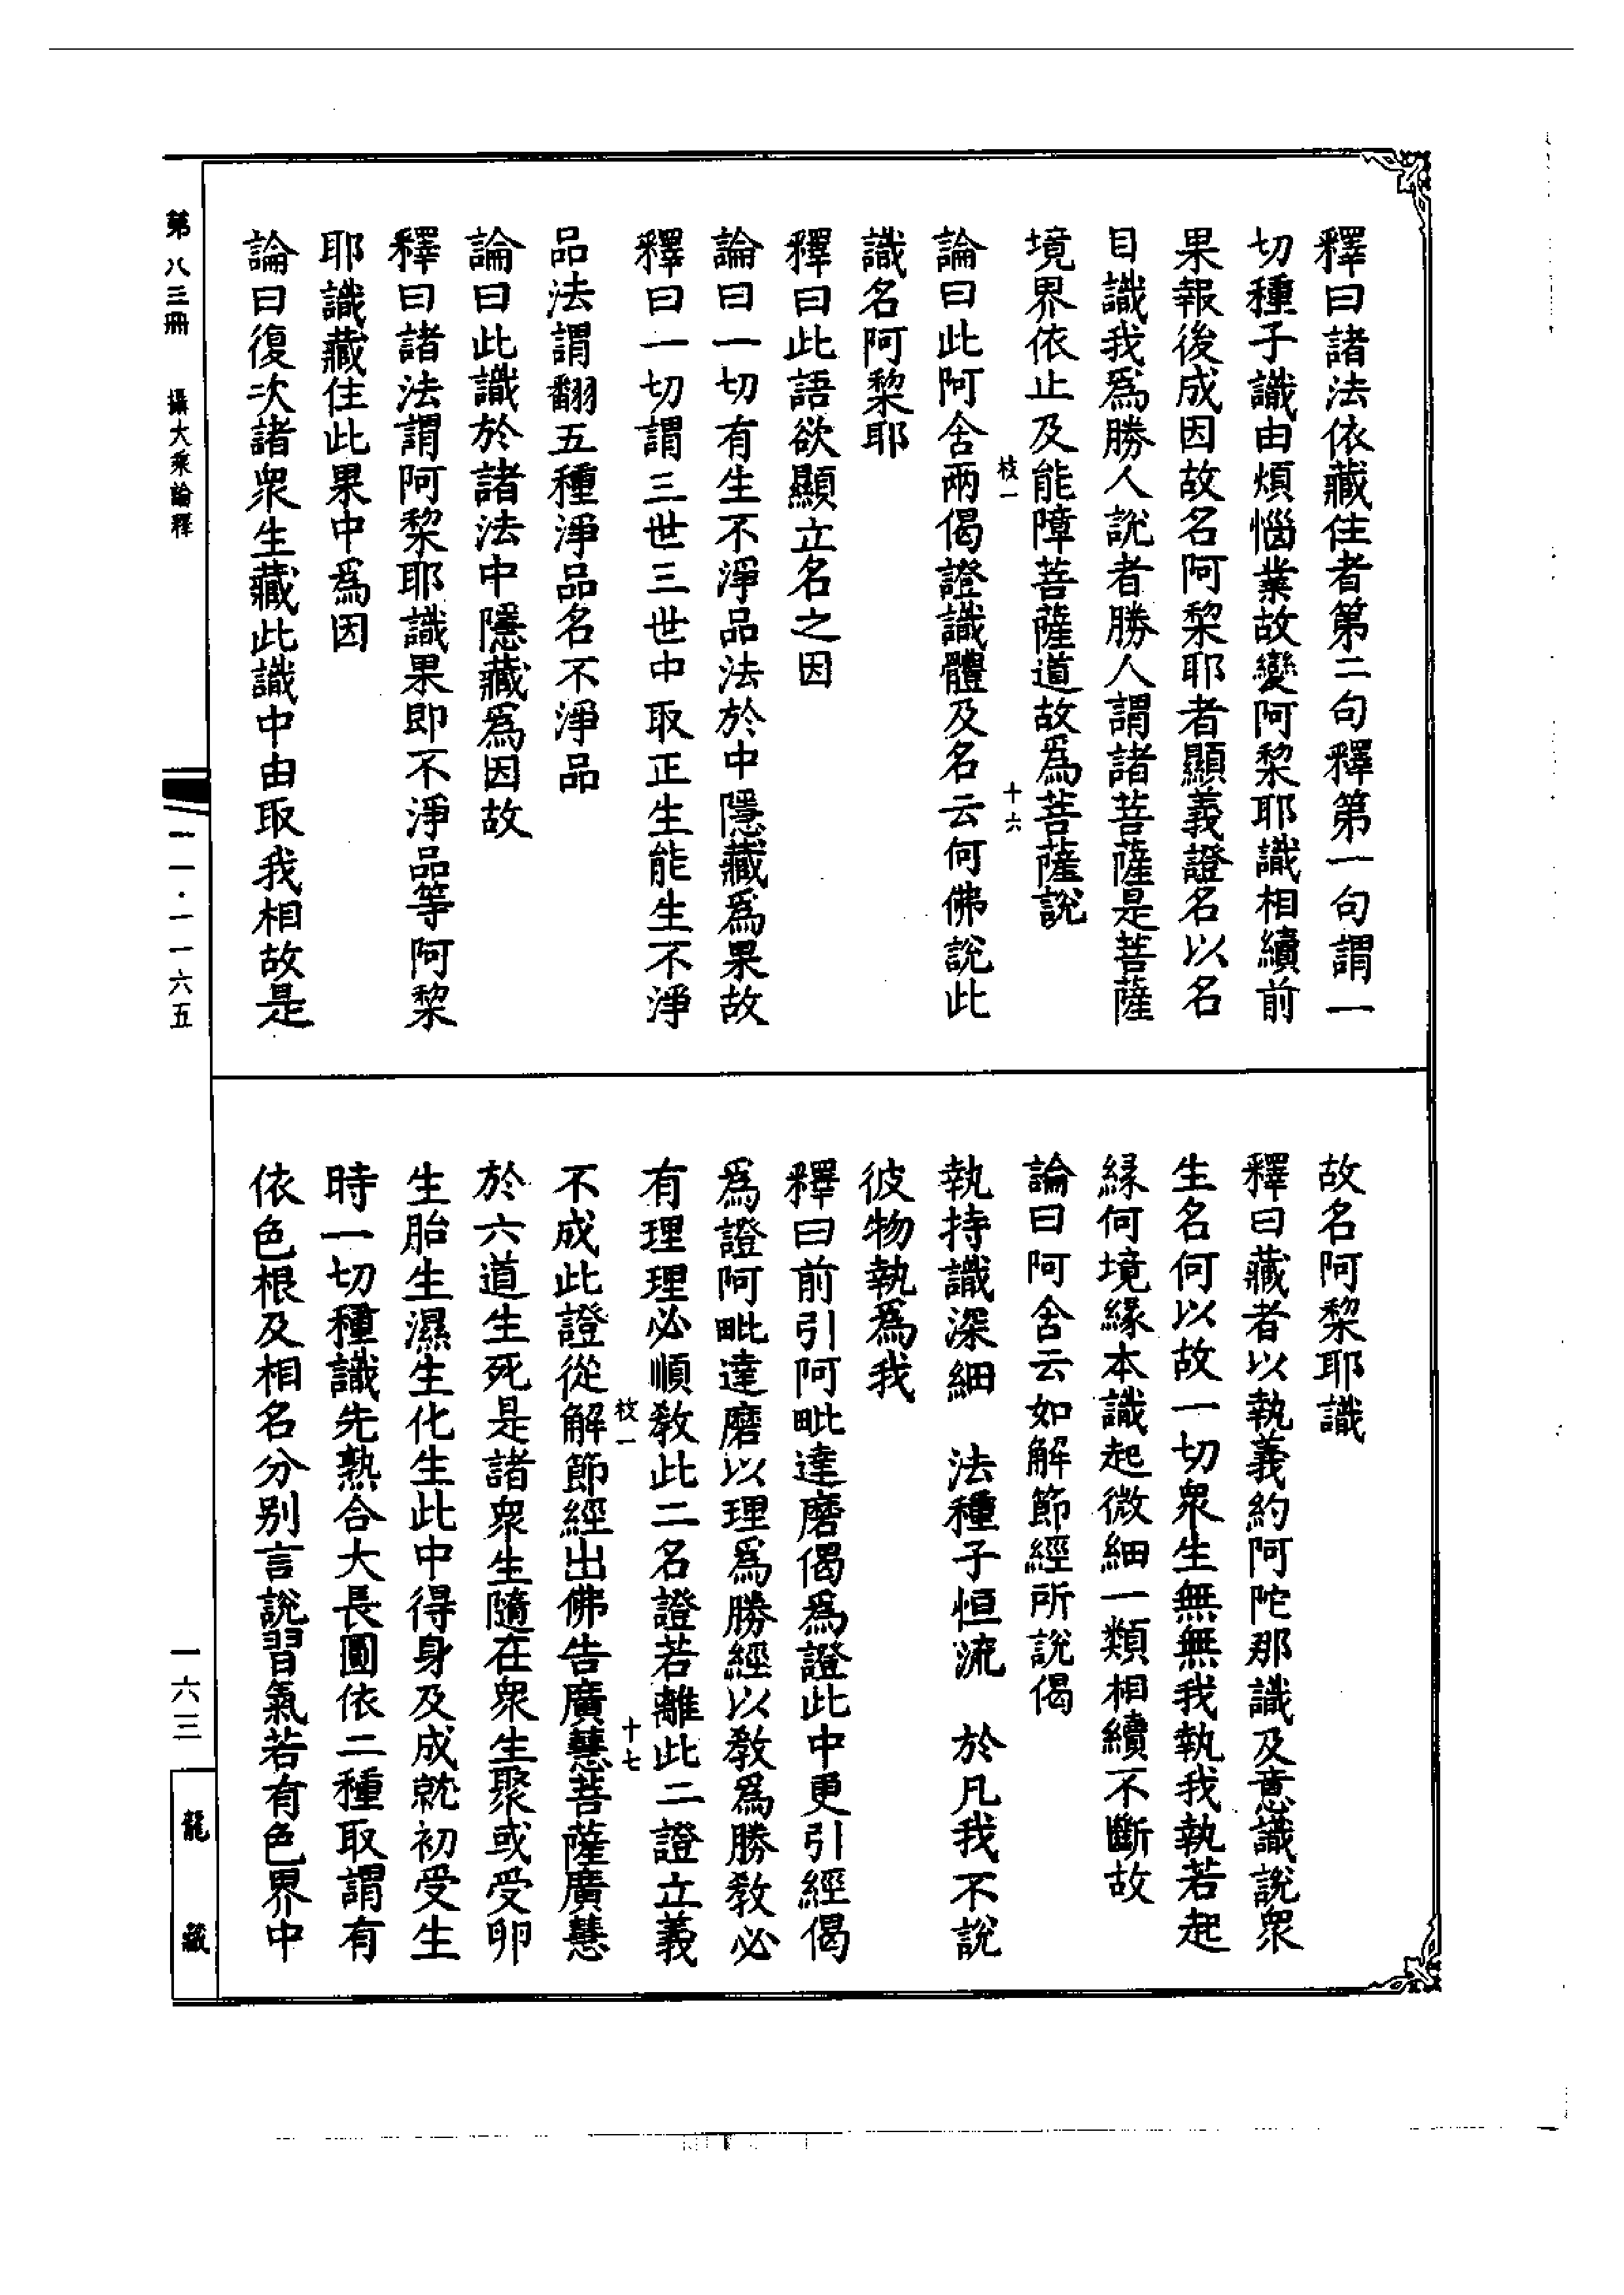 釋曰諸法依藏住者第二句釋第一句謂一
切種子識由煩惱業故變阿棃耶識相續前
果報後成因故名阿棃耶者顯義證名以名
目識我爲勝人說者勝人謂諸菩薩是菩薩
境界依止及能障菩薩道故爲菩薩說
枝一
十六
論曰此阿含兩偈證識體及名云何佛說此
識名阿棃耶
釋曰此語欲顯立名之因
論曰一切有生不淨品法於中隱藏爲果故
釋曰一切謂三世三世中取正生能生不淨
品法謂翻五種淨品名不淨品
論曰此識於諸法中隱藏爲因故
釋曰諸法謂阿棃耶識果即不淨品等阿棃
耶識藏住此果中爲因
論曰復次諸眾生藏此識中由取我相故是
故名阿棃耶識
釋曰藏者以執義約阿陀那識及意識說眾
生名何以故一切眾生無無我執我執若起
緣何境緣本識起微細一類相續不斷故
論曰阿含云如解節經所說偈
執持識深細　法種子恒流　於凡我不說
彼物執爲我
釋曰前引阿毗達磨偈爲證此中更引經偈
爲證阿毗達磨以理爲勝經以教爲勝教必
有理理必順教此二名證若離此二證立義
枝一
十七
不成此證從解節經出佛告廣慧菩薩廣慧
於六道生死是諸眾生隨在眾生聚或受卵
生胎生濕生化生此中得身及成就初受生
時一切種識先熟合大長圓依二種取謂有
依色根及相名分别言說習氣若有色界中
第八三冊
攝大乘論釋
一一·一一六五
一六三
龍藏